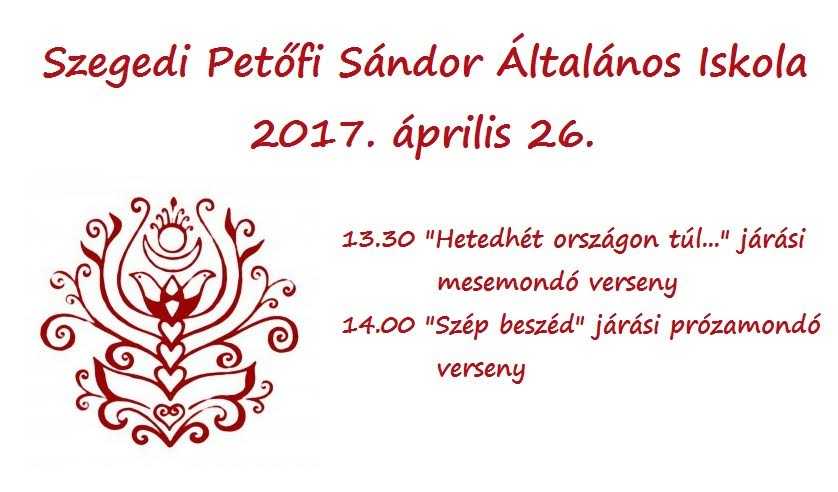 Szegedi Petőfi Sándor Általános Iskola
2017. április 26.
13.30 "Hetedhét országon túl..." járási
mesemondó verseny
14.00 "Szép beszéd" járási prózamondó
verseny